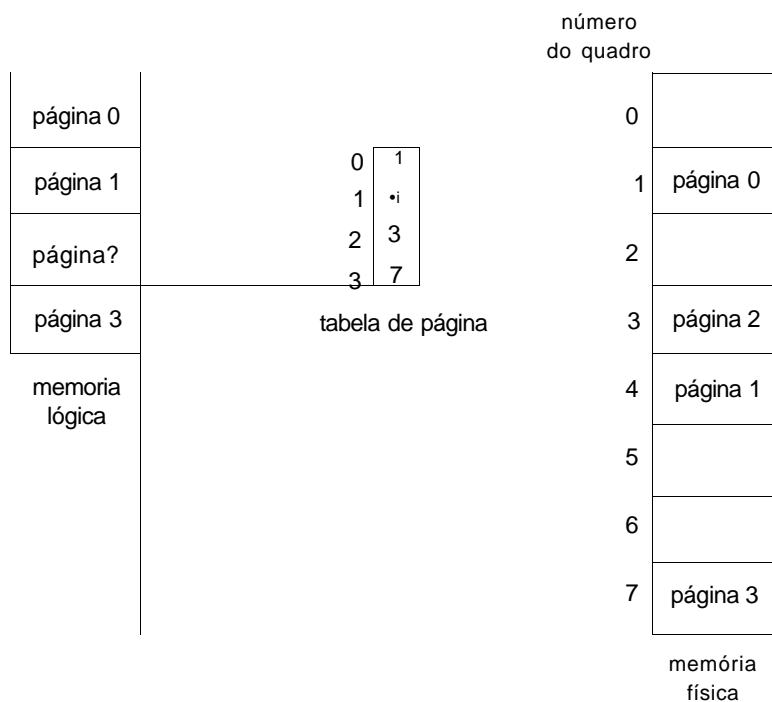 número
do quadro
página 0
página 1
página?
página 3
memoria
lógica
0 1
1 •i
2 3
3 7
tabela de página
0
1 página 0
2
3 página 2
4 página 1
5
6
7 página 3
memória
física